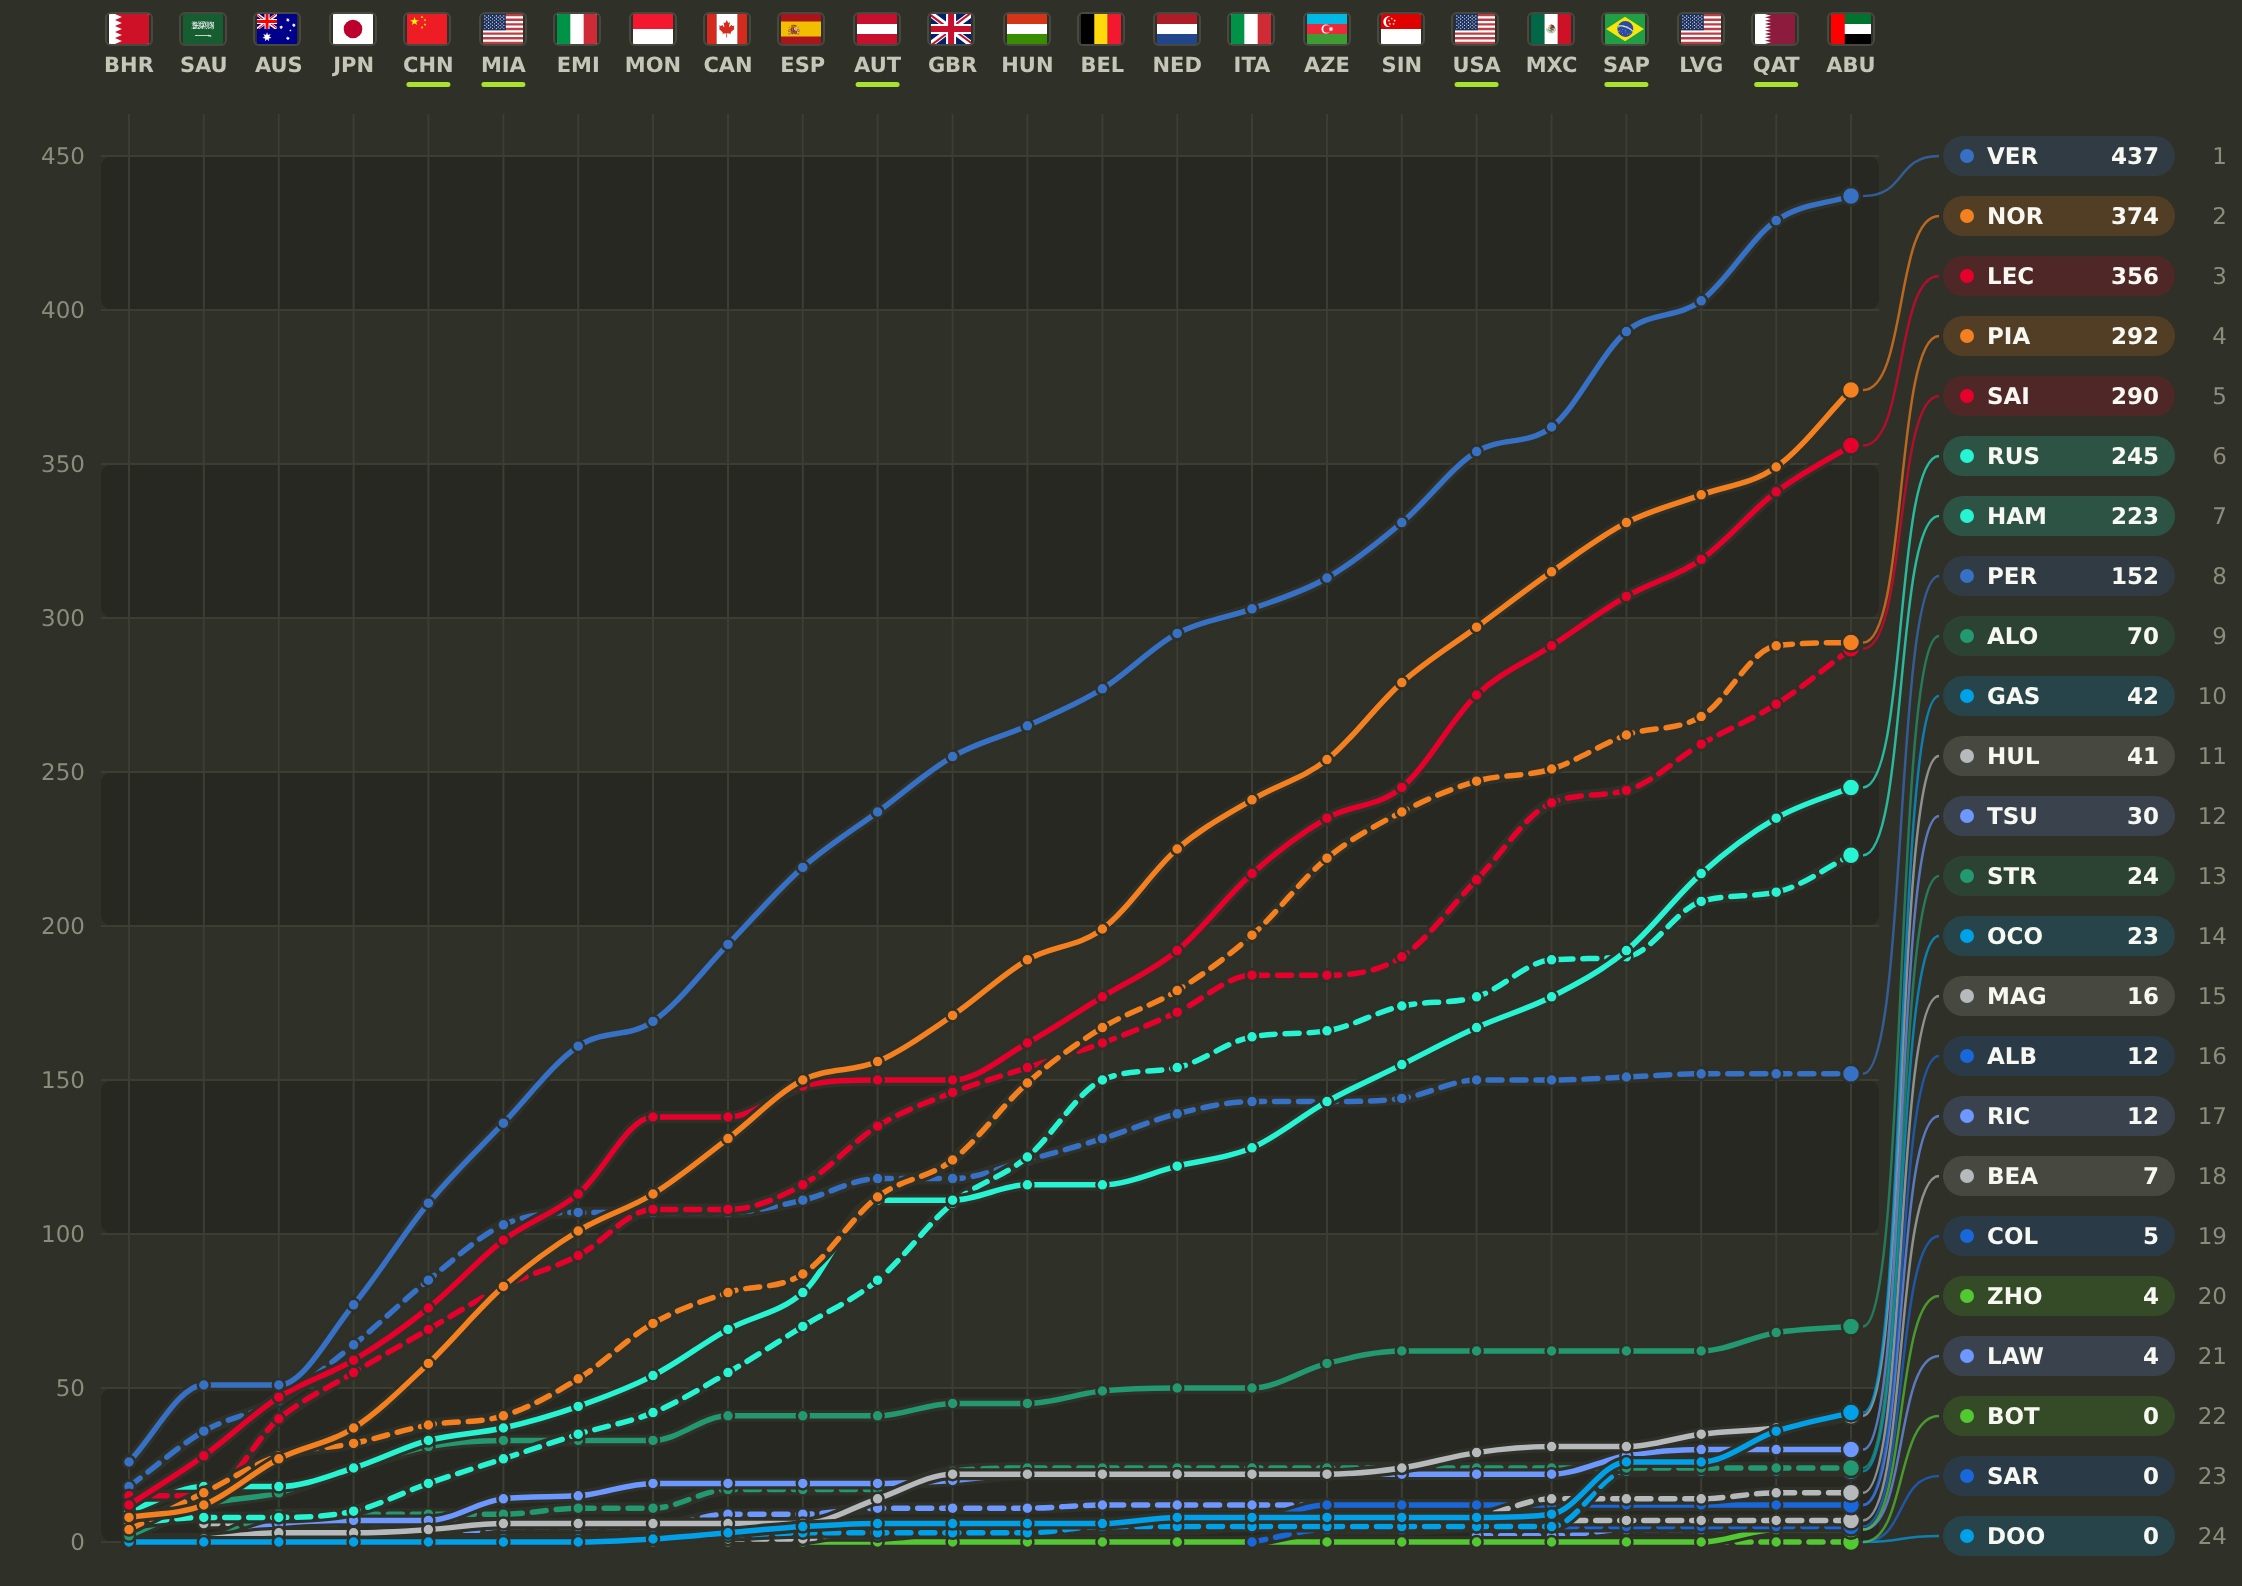 BHR SAU AUS JPN CHN MIA EMI MON CAN ESP AUT GBR HUN BEL NED ITA AZE SIN USA MXC SAP LVG QAT ABU
450
400
350
300
250
200
150
100
50
0
VER 437 1
NOR 374 2
LEC 356 3
PIA 292 4
SAI 290 5
RUS 245 6
HAM 223 7
PER 152 8
ALO 70 9
GAS 42 10
HUL 41 11
TSU 30 12
STR 24 13
OCO 23 14
MAG 16 15
ALB 12 16
RIC 12 17
BEA 7 18
COL 5 19
ZHO 4 20
LAW 4 21
BOT 0 22
SAR 0 23
DOO 0 24